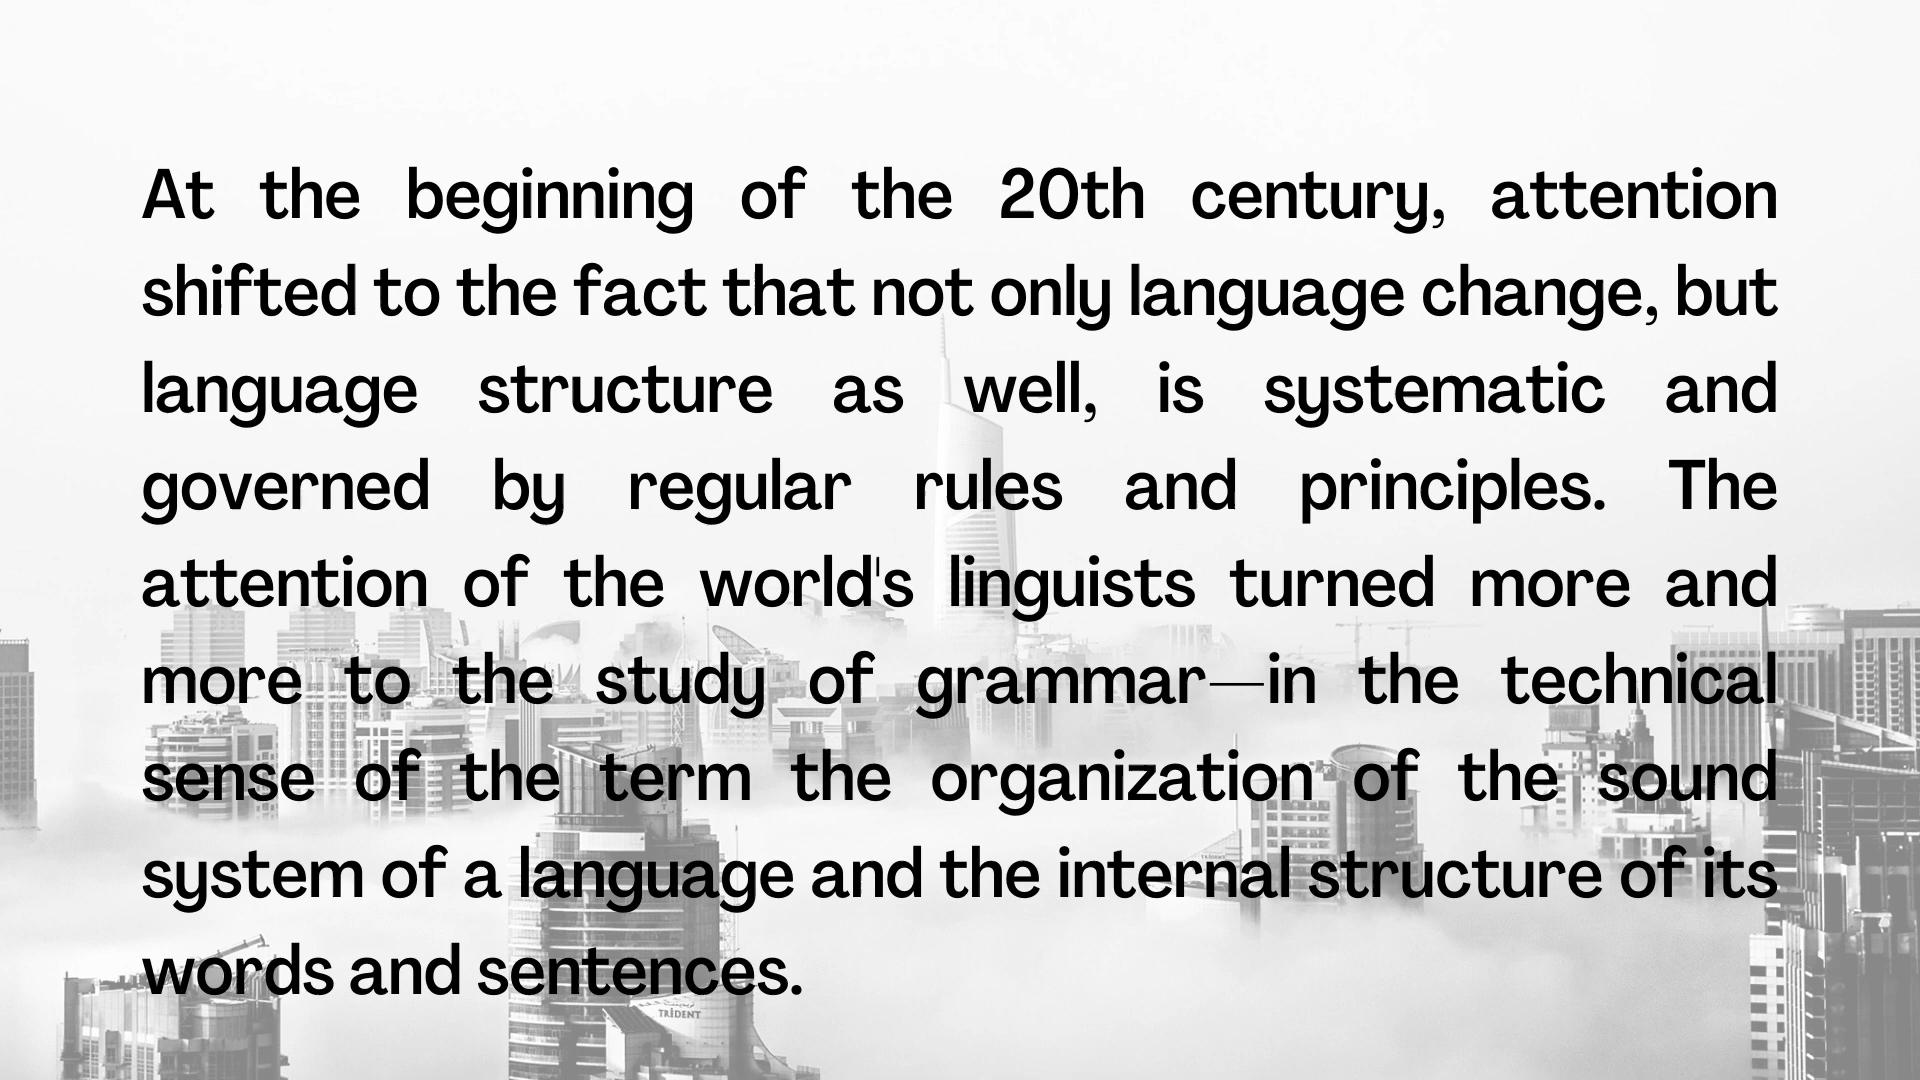 At the beginning of the 20th century, attention
shifted to the fact that not only language change, but
language structure as well, is systematic and
governed by regular rules and principles. The
attention of the world's linguists turned more and
more to the study of grammar—in the technical
sense of the term the organization of the sound
system of a language and the internal structure of its
words and sentences.
TRIDENT